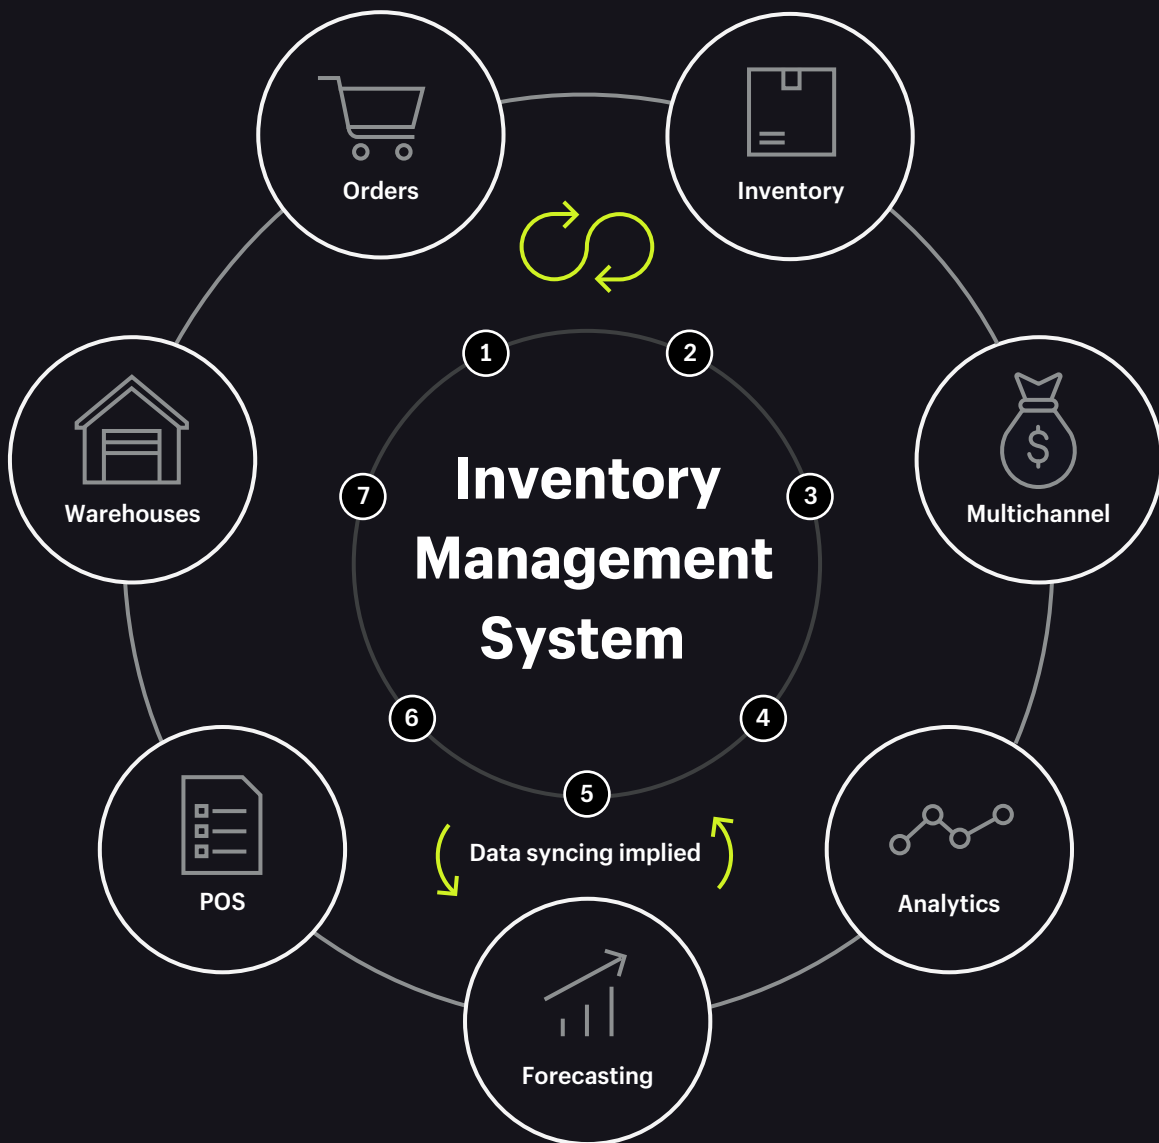 Orders
Inventory
1
2
Warehouses
7
Inventory
Management
System
3
Multichannel
$
6
4
5
POS
Data syncing implied
Analytics
Forecasting